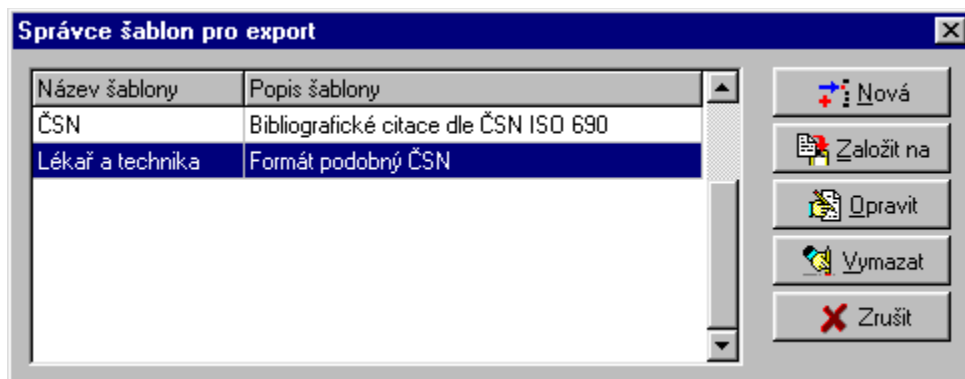 Správce šablon pro export
Název šablony Popis šablony
ČSN Bibliografické citace dle ČSN ISO 690
Lékař a technika Formát podobný ČSN
Nová
Založit na
Opravit
Vymazat
Zrušit